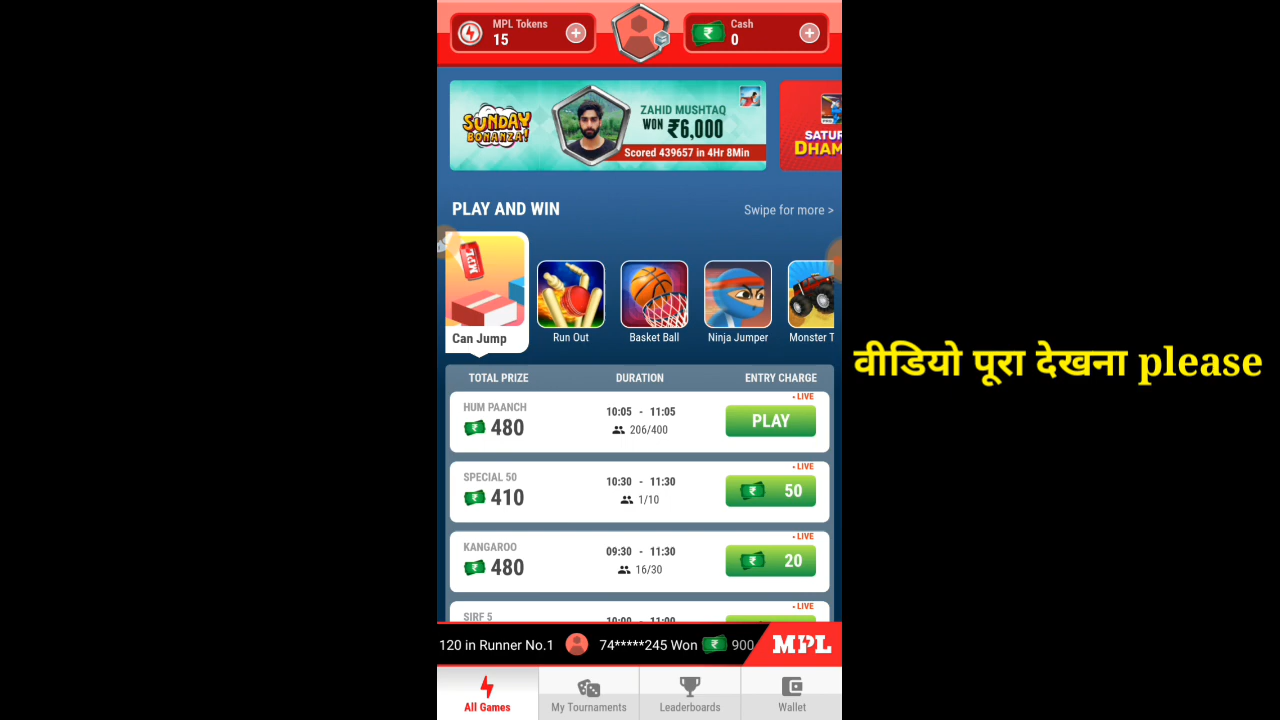 MPL Tokens
15
Cash
0
SUNDAY
BONANZA!
ZAHID MUSHTAQ
WON ₹6,000
Scored 439657 in 4Hr 8Min
SATUR
DHAM
PLAY AND WIN
Swipe for more >
MPL
Can Jump
Run Out
Basket Ball
Ninja Jumper
Monster T
TOTAL PRIZE DURATION ENTRY CHARGE
HUM PAANCH
480
10:05 - 11:05
206/400
• LIVE
PLAY
SPECIAL 50
410
10:30 - 11:30
1/10
• LIVE
50
KANGAROO
480
09:30 - 11:30
16/30
• LIVE
20
SIRF 5
10:00 - 11:00
• LIVE
120 in Runner No.1 74*****245 Won 900
MPL
All Games
My Tournaments
Leaderboards
Wallet
वीडियो पूरा देखना please